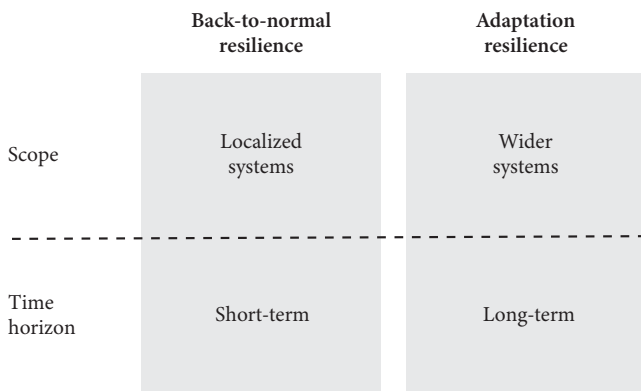 Back-to-normal
resilience
Adaptation
resilience
Scope
Localized
systems
Wider
systems
Time
horizon
Short-term
Long-term